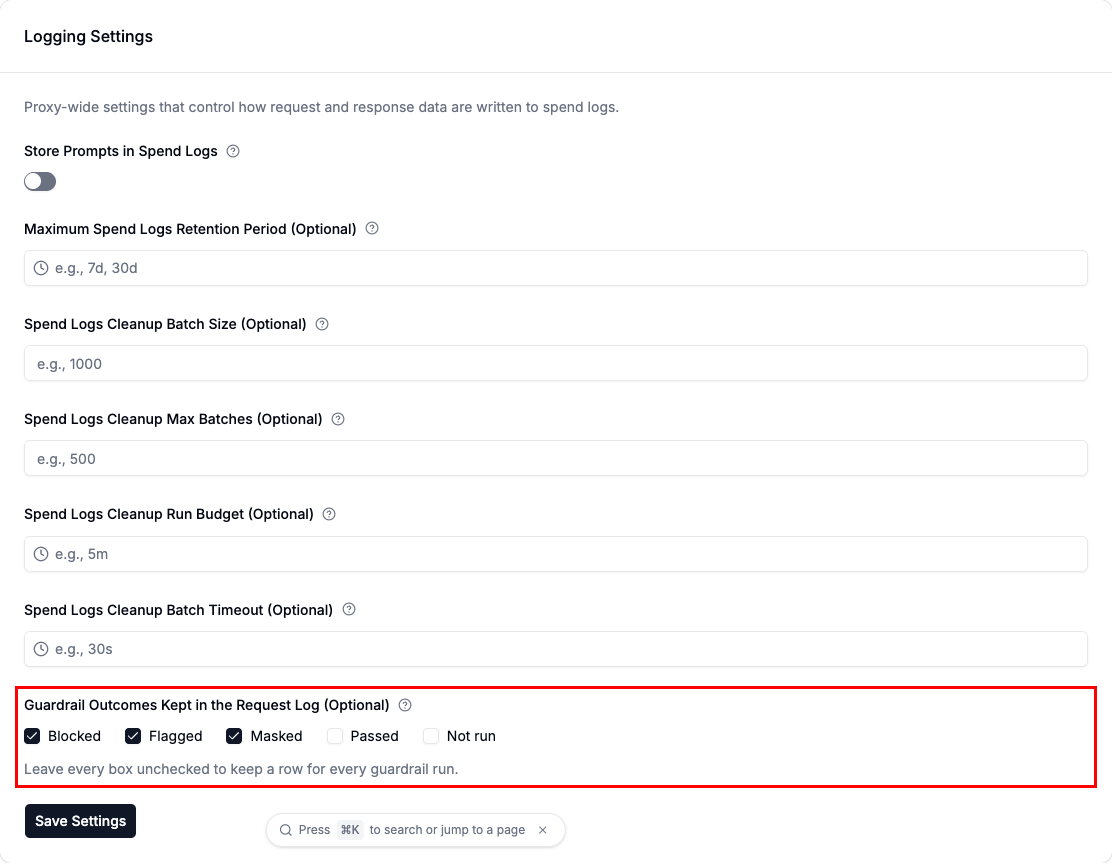 Logging Settings
Proxy-wide settings that control how request and response data are written to spend logs.
Store Prompts in Spend Logs
Maximum Spend Logs Retention Period (Optional)
e.g., 7d, 30d
Spend Logs Cleanup Batch Size (Optional)
e.g., 1000
Spend Logs Cleanup Max Batches (Optional)
e.g., 500
Spend Logs Cleanup Run Budget (Optional)
e.g., 5m
Spend Logs Cleanup Batch Timeout (Optional)
e.g., 30s
Guardrail Outcomes Kept in the Request Log (Optional)
Blocked Flagged Masked Passed Not run
Leave every box unchecked to keep a row for every guardrail run.
Save Settings
Press ⌘K to search or jump to a page